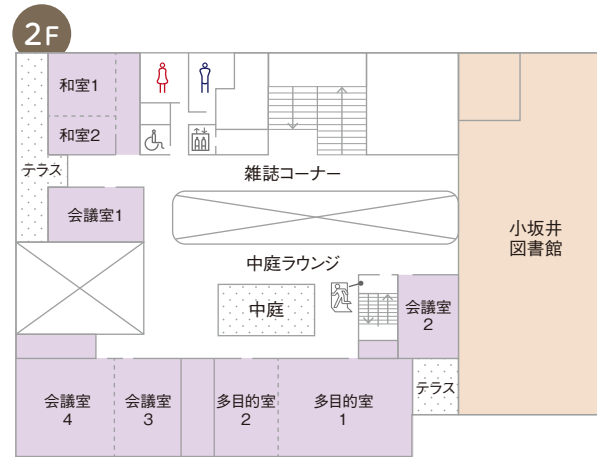 2F
和室1
和室2
テラス
雑誌コーナー
会議室1
小坂井
図書館
中庭ラウンジ
中庭
会議室
2
テラス
会議室
4
会議室
3
多目的室
2
多目的室
1